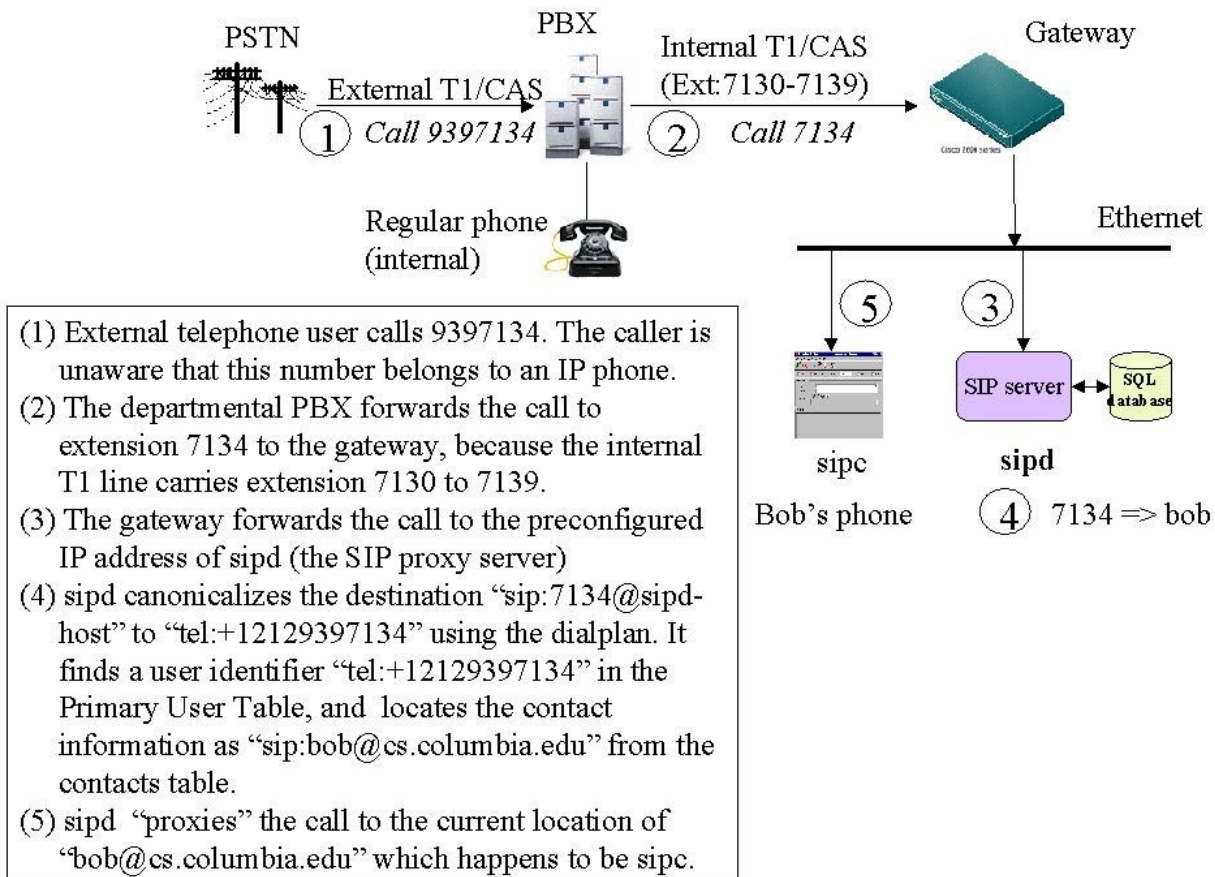 PSTN
PBX
Gateway
External T1/CAS
Internal T1/CAS
(Ext:7130-7139)
1
Call 9397134
2
Call 7134
Regular phone
(internal)
Ethernet
5
3
SIP server
SQL
database
sipc
sipd
Bob's phone
4
7134 => bob
(1) External telephone user calls 9397134. The caller is
unaware that this number belongs to an IP phone.
(2) The departmental PBX forwards the call to
extension 7134 to the gateway, because the internal
T1 line carries extension 7130 to 7139.
(3) The gateway forwards the call to the preconfigured
IP address of sipd (the SIP proxy server)
(4) sipd canonicalizes the destination “sip:7134@sipd-
host” to “tel:+12129397134” using the dialplan. It
finds a user identifier “tel:+12129397134” in the
Primary User Table, and locates the contact
information as “sip:bob@cs.columbia.edu” from the
contacts table.
(5) sipd “proxies” the call to the current location of
“bob@cs.columbia.edu” which happens to be sipc.